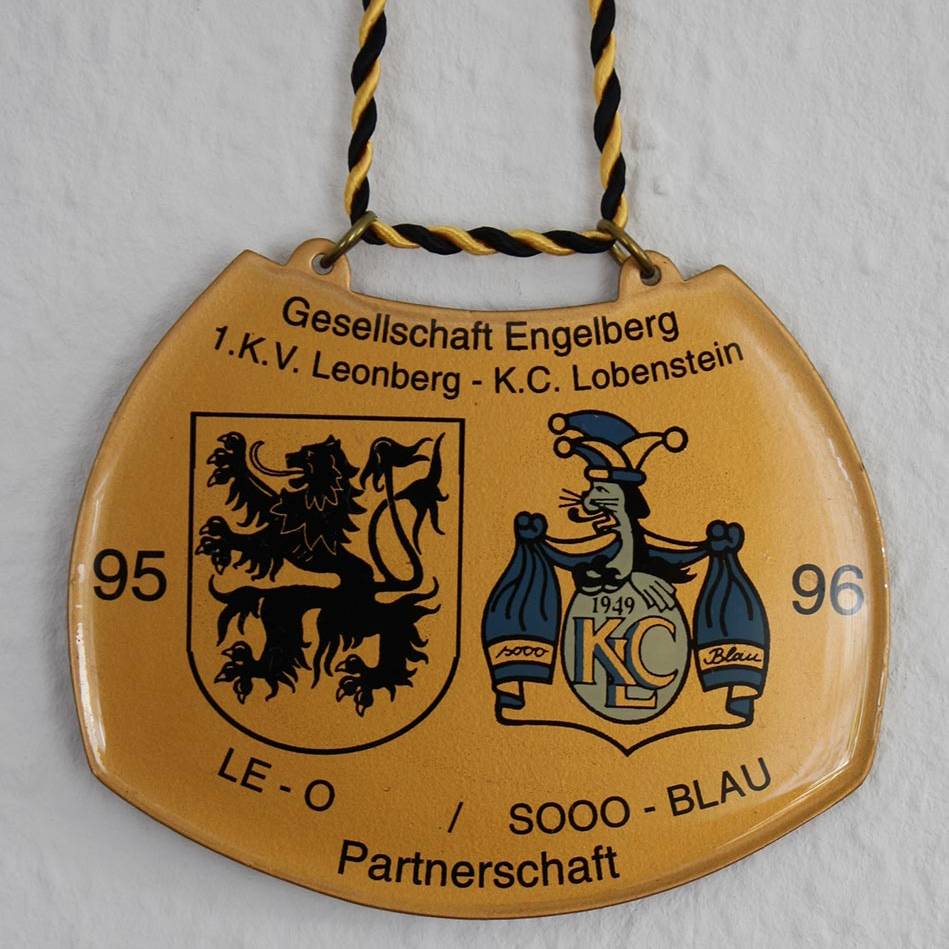 Gesellschaft Engelberg
1.K.V. Leonberg - K.C. Lobenstein
95
96
1949
KLC
sooo
Blau
LE - O / SOOO - BLAU
Partnerschaft